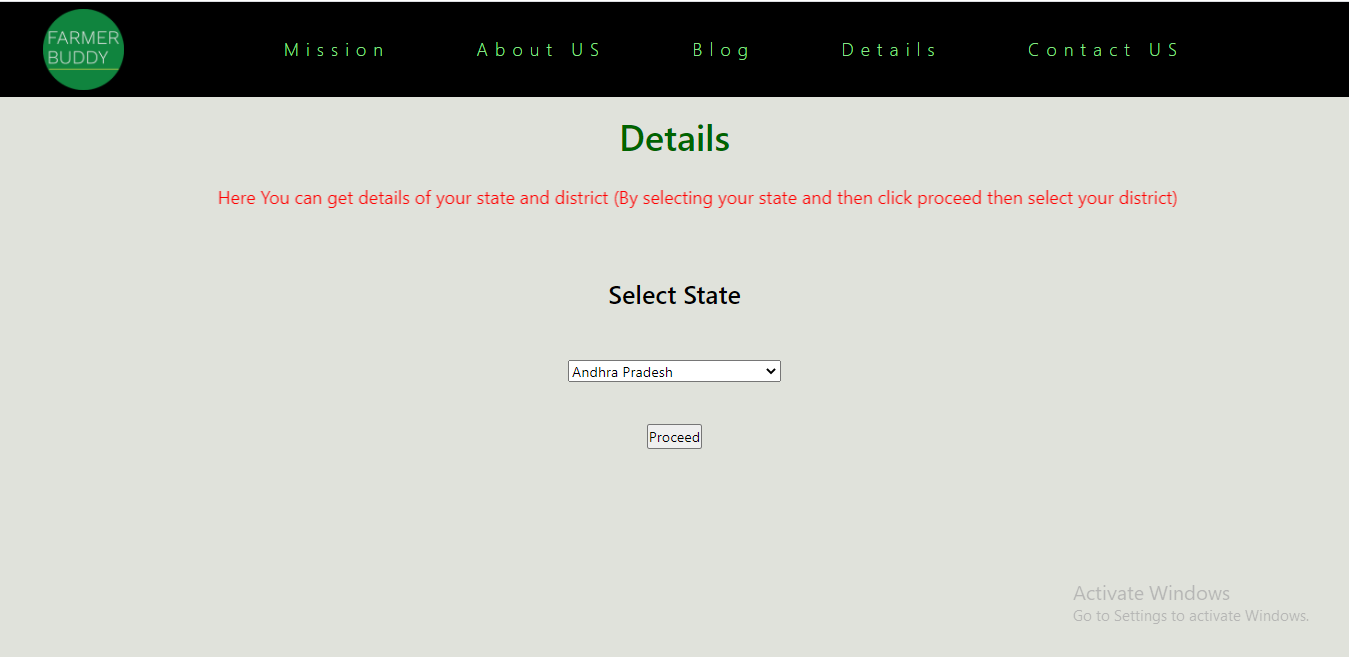 FARMER
BUDDY
Mission About US Blog Details Contact US
Details
Here You can get details of your state and district (By selecting your state and then click proceed then select your district)
Select State
Andhra Pradesh
Proceed
Activate Windows
Go to Settings to activate Windows.